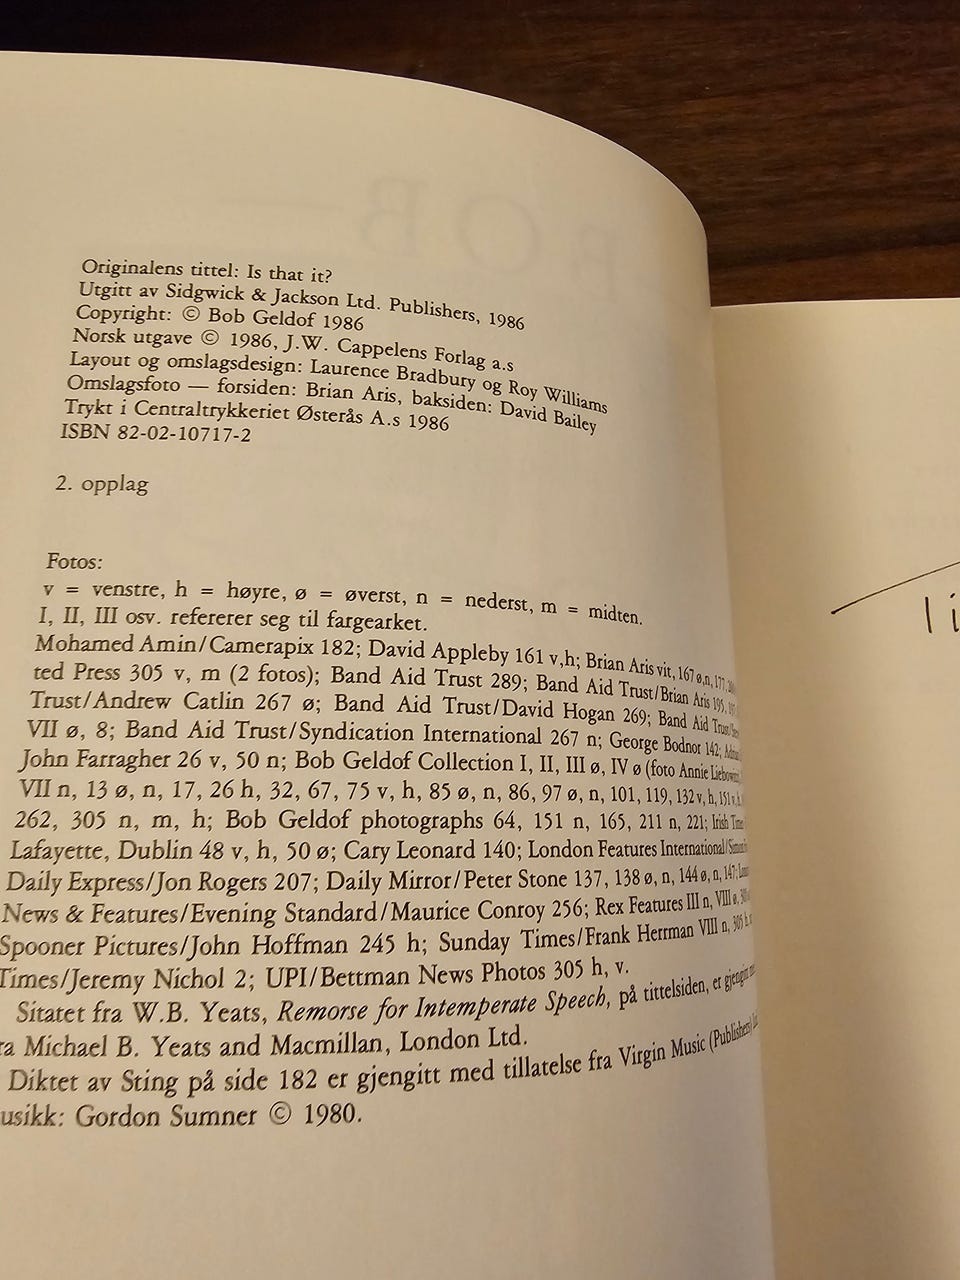 Originalens tittel: Is that it?
Utgitt av Sidgwick & Jackson Ltd. Publishers, 1986
Copyright: © Bob Geldof 1986
Norsk utgave © 1986, J.W. Cappelens Forlag a.s
Layout og omslagsdesign: Laurence Bradbury og Roy Williams
Omslagsfoto — forsiden: Brian Aris, baksiden: David Bailey
Trykt i Centraltrykkeriet Østerås A.s 1986
ISBN 82-02-10717-2
2. opplag
Fotos:
v = venstre, h = høyre, ø = øverst, n = nederst, m = midten.
I, II, III osv. refererer seg til fargearket.
Mohamed Amin/Camerapix 182; David Appleby 161 v,h; Brian Aris vit, 167 ø,n, 177,
ted Press 305 v, m (2 fotos); Band Aid Trust 289; Band Aid Trust/Brian Aris 195,
Trust/Andrew Catlin 267 ø; Band Aid Trust/David Hogan 269; Band Aid
VII ø, 8; Band Aid Trust/Syndication International 267 n; George Bodnor 142;
John Farragher 26 v, 50 n; Bob Geldof Collection I, II, III ø, IV ø (foto Annie
VII n, 13 ø, n, 17, 26 h, 32, 67, 75 v, h, 85 ø, n, 86, 97 ø, n, 101, 119, 132 v, h,
262, 305 n, m, h; Bob Geldof photographs 64, 151 n, 165, 211 n, 221; Irish
Lafayette, Dublin 48 v, h, 50 ø; Cary Leonard 140; London Features International/
Daily Express/Jon Rogers 207; Daily Mirror/Peter Stone 137, 138 ø, n, 144 ø, n, 147;
News & Features/Evening Standard/Maurice Conroy 256; Rex Features III n, VIII ø,
Spooner Pictures/John Hoffman 245 h; Sunday Times/Frank Herrman VIII n, 305 h,
Times/Jeremy Nichol 2; UPI/Bettman News Photos 305 h, v.
Sitatet fra W.B. Yeats, Remorse for Intemperate Speech, på tittelsiden, er gjengitt
ra Michael B. Yeats and Macmillan, London Ltd.
Diktet av Sting på side 182 er gjengitt med tillatelse fra Virgin Music (Publishers)
usikk: Gordon Sumner © 1980.